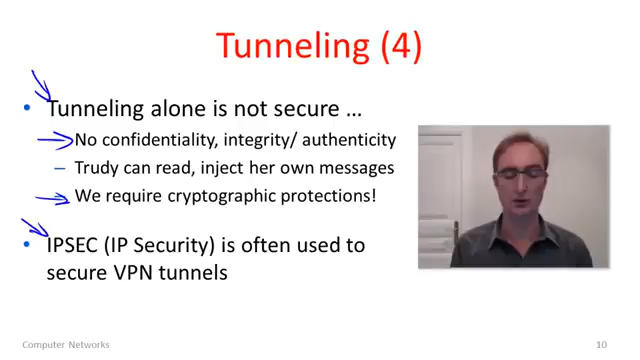 Tunneling (4)
• Tunneling alone is not secure …
No confidentiality, integrity/ authenticity
– Trudy can read, inject her own messages
We require cryptographic protections!
• IPSEC (IP Security) is often used to
secure VPN tunnels
Computer Networks
10